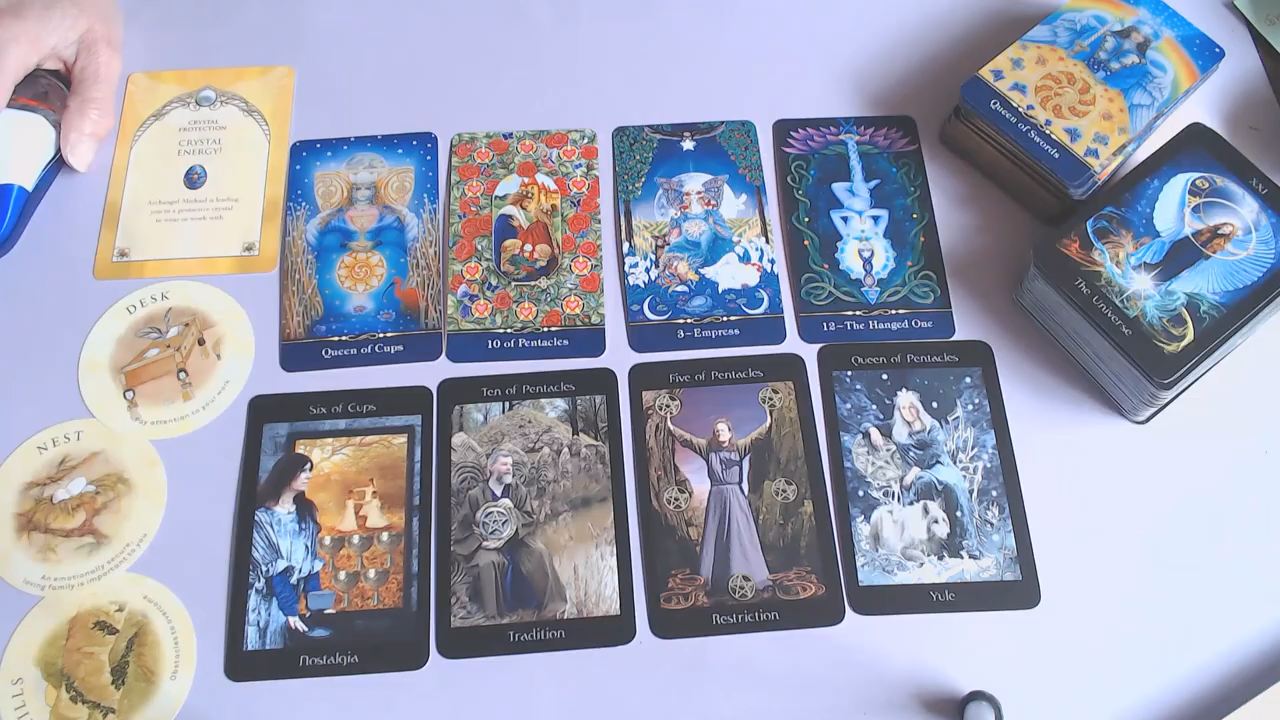 CRYSTAL
PROTECTION
CRYSTAL
ENERGY!
Archangel Michael is leading
you to a protective crystal
to wear or work with.
Queen of Cups
10 of Pentacles
3–Empress
12–The Hanged One
Queen of Swords
XXI
The Universe
DESK
Pay attention to your work
NEST
An emotionally secure,
loving family is important to you
Obstacles to overcome
ILLS
Six of Cups
Nostalgia
Ten of Pentacles
Tradition
Five of Pentacles
Restriction
Queen of Pentacles
Yule